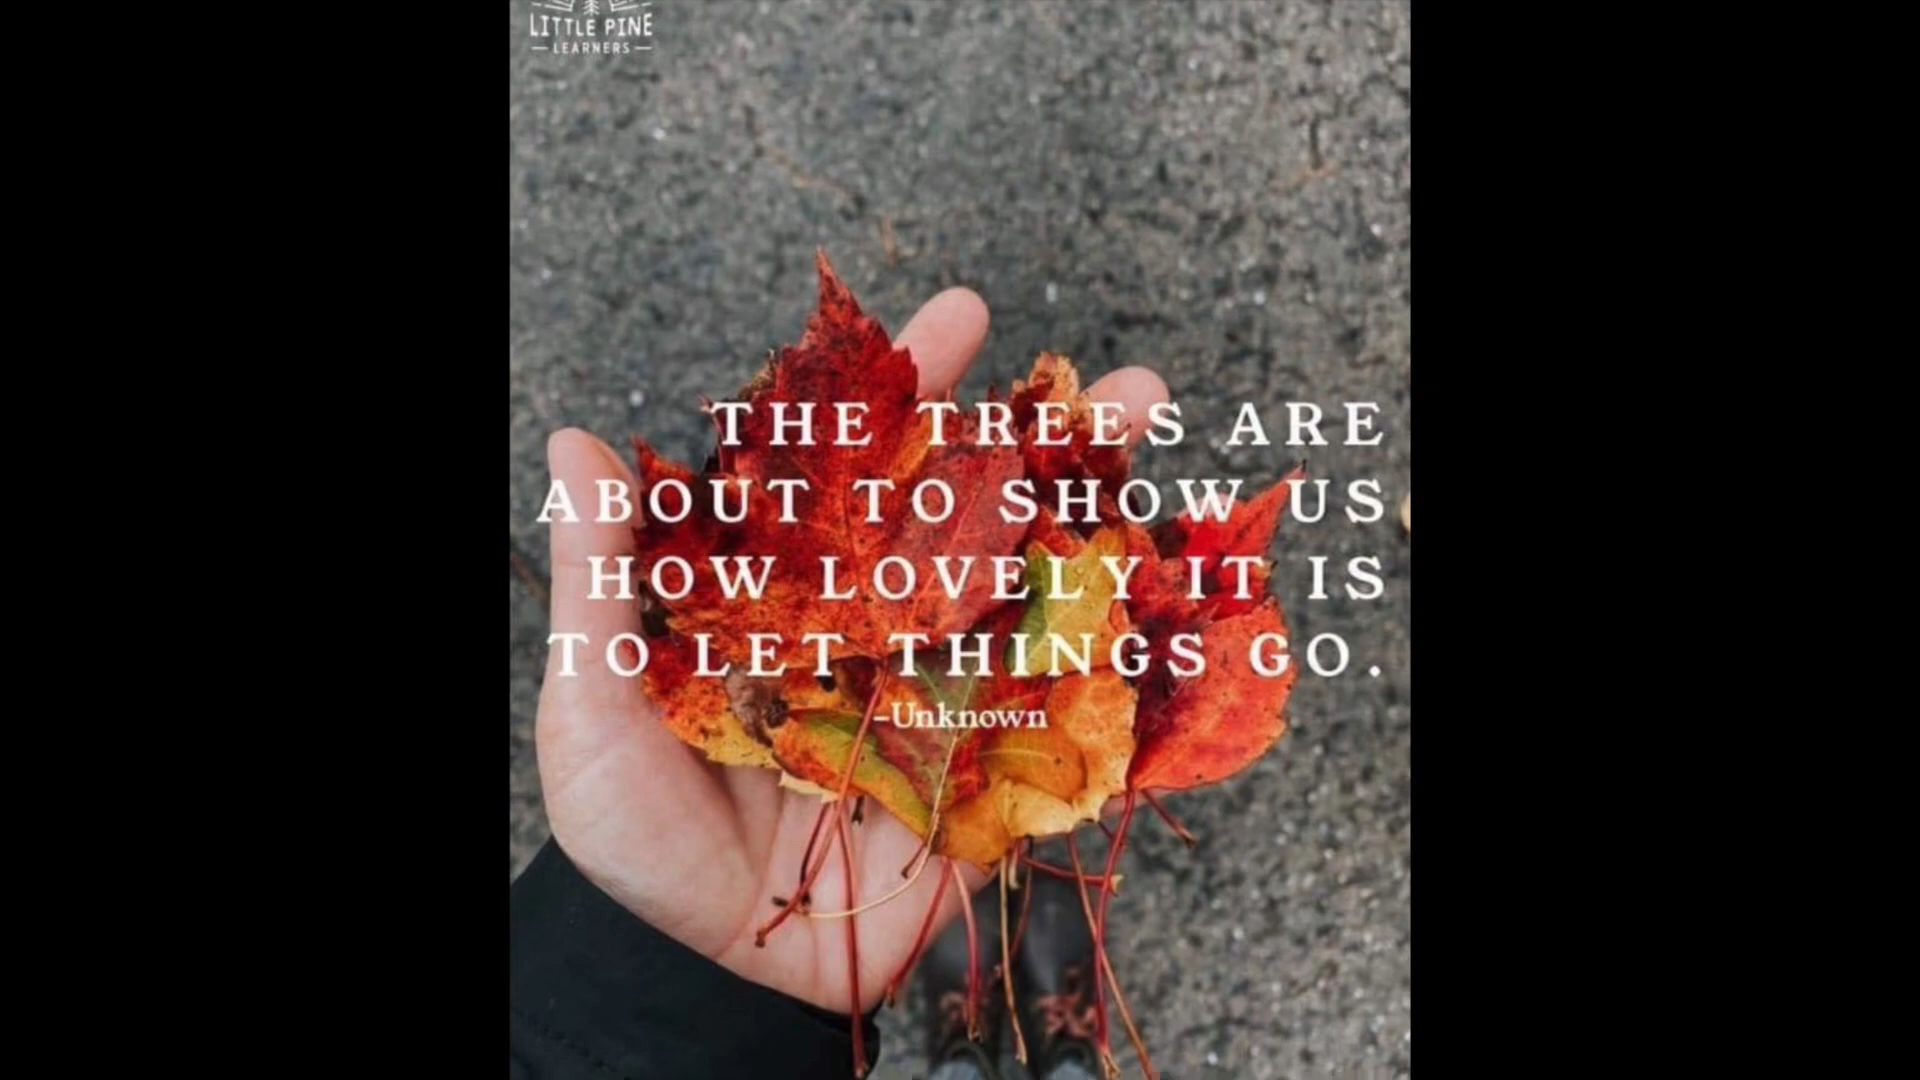 LITTLE PINE
—LEARNERS—
THE TREES ARE
ABOUT TO SHOW US
HOW LOVELY IT IS
TO LET THINGS GO.
-Unknown